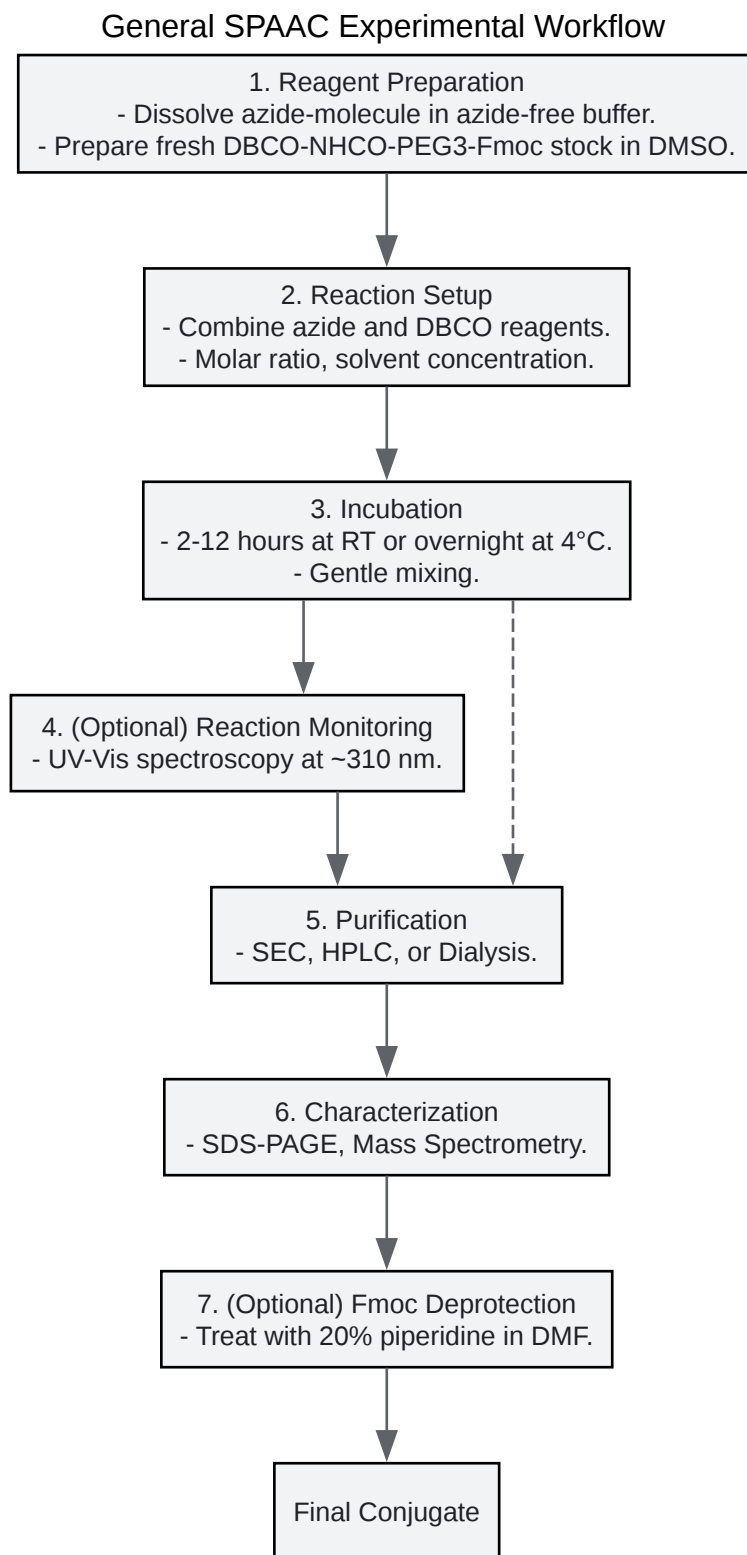 General SPAAC Experimental Workflow
1. Reagent Preparation
- Dissolve azide-molecule in azide-free buffer.
- Prepare fresh DBCO-NHCO-PEG3-Fmoc stock in DMSO.
2. Reaction Setup
- Combine azide and DBCO reagents.
- Molar ratio, solvent concentration.
3. Incubation
- 2-12 hours at RT or overnight at 4°C.
- Gentle mixing.
4. (Optional) Reaction Monitoring
- UV-Vis spectroscopy at ~310 nm.
5. Purification
- SEC, HPLC, or Dialysis.
6. Characterization
- SDS-PAGE, Mass Spectrometry.
7. (Optional) Fmoc Deprotection
- Treat with 20% piperidine in DMF.
Final Conjugate